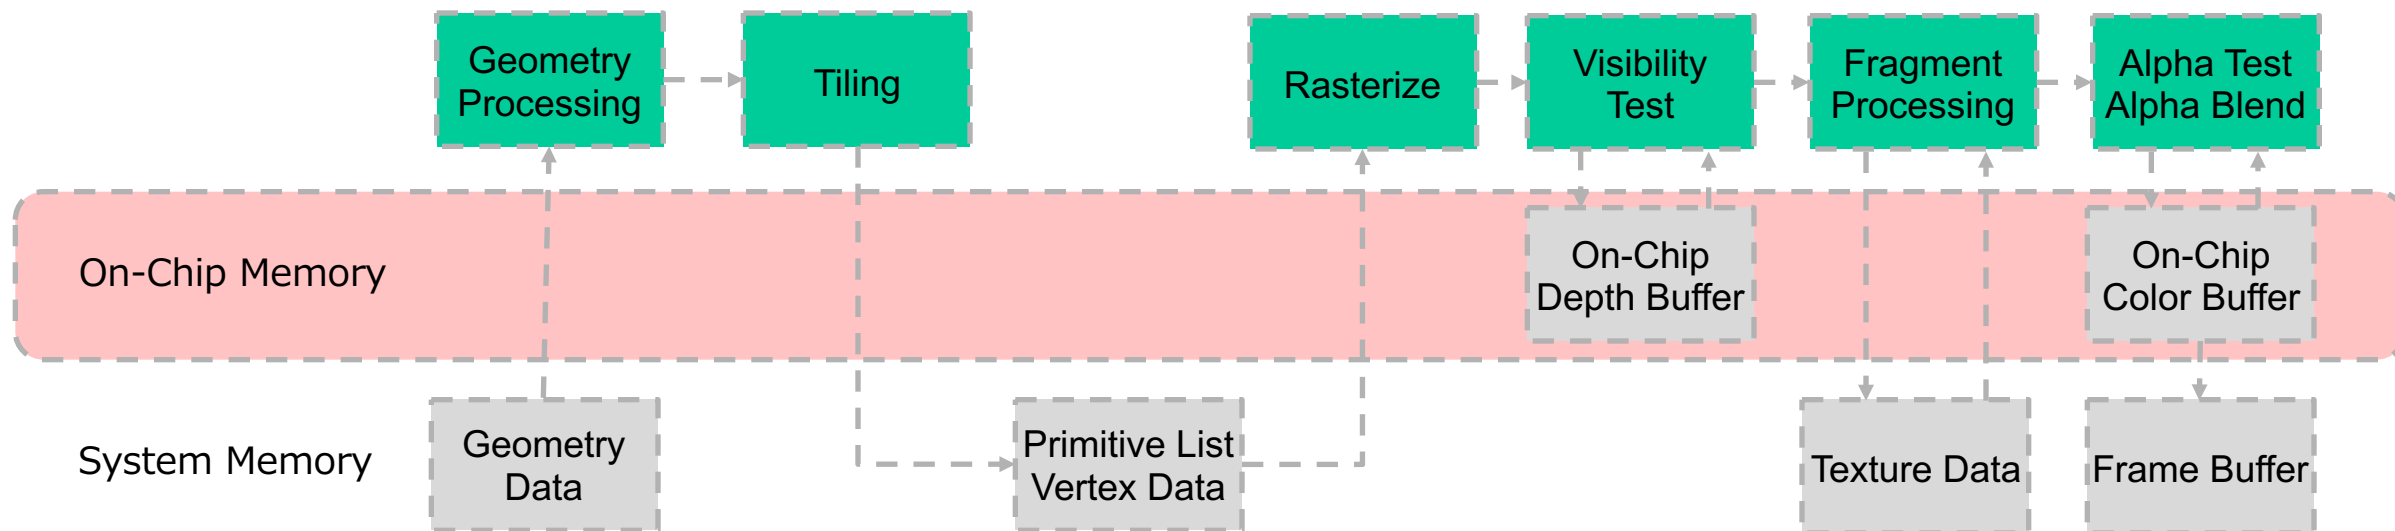 Geometry
Processing
Tiling
Rasterize
Visibility
Test
Fragment
Processing
Alpha Test
Alpha Blend
On-Chip Memory
On-Chip
Depth Buffer
On-Chip
Color Buffer
System Memory
Geometry
Data
Primitive List
Vertex Data
Texture Data
Frame Buffer